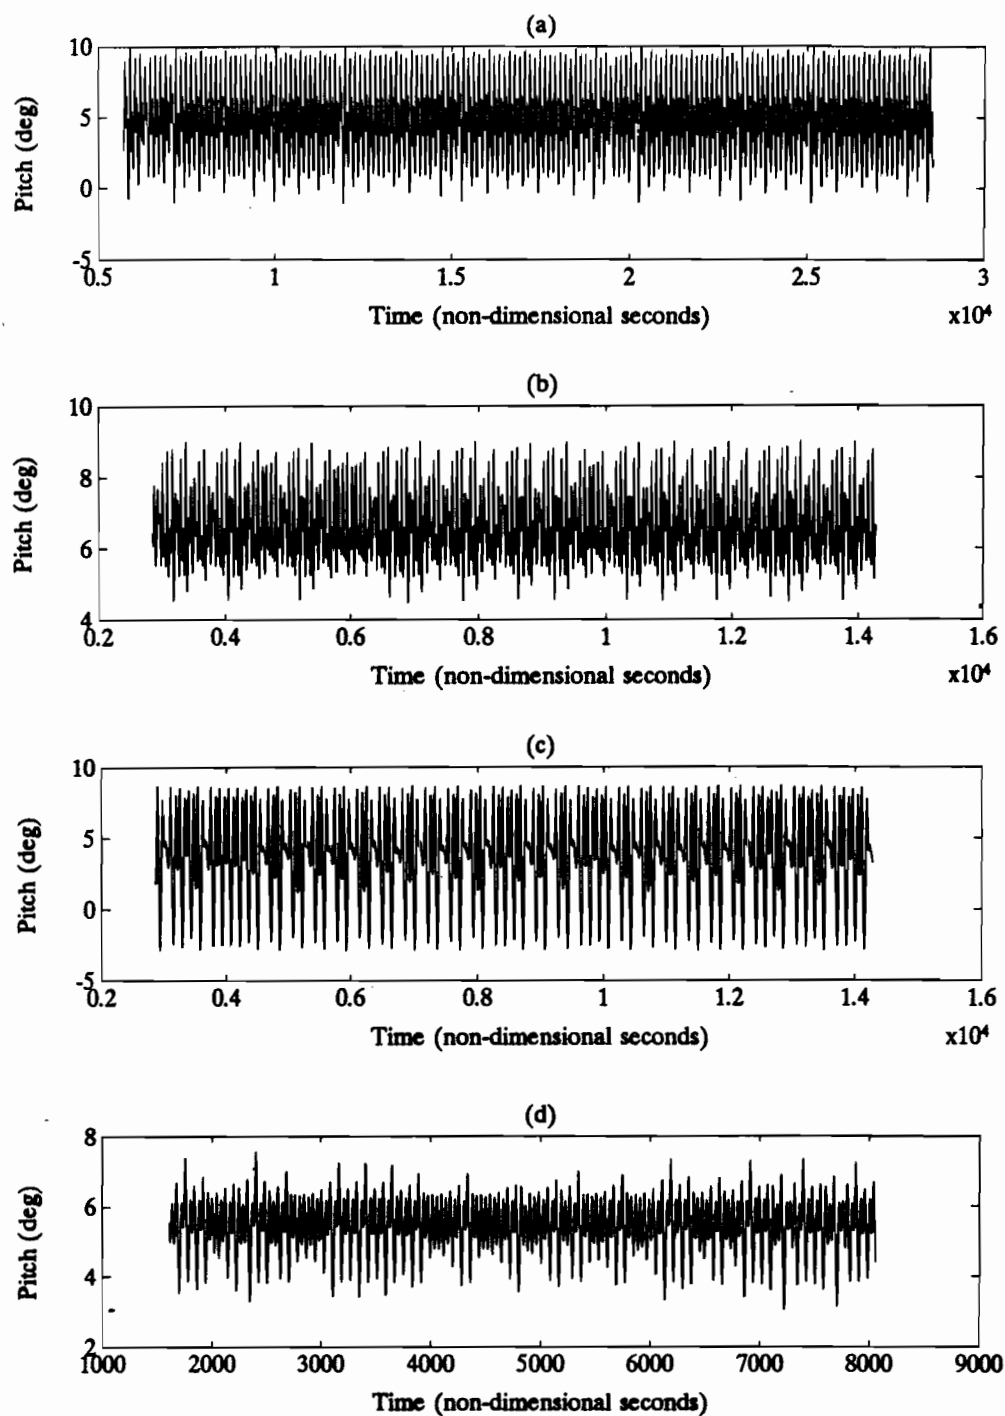 (a)
10
5
0
-5
Pitch (deg)
0.5 1 1.5 2 2.5 3
Time (non-dimensional seconds) x10⁴
(b)
10
8
6
4
Pitch (deg)
0.2 0.4 0.6 0.8 1 1.2 1.4 1.6
Time (non-dimensional seconds) x10⁴
(c)
10
5
0
-5
Pitch (deg)
0.2 0.4 0.6 0.8 1 1.2 1.4 1.6
Time (non-dimensional seconds) x10⁴
(d)
8
6
4
2
Pitch (deg)
1000 2000 3000 4000 5000 6000 7000 8000 9000
Time (non-dimensional seconds)